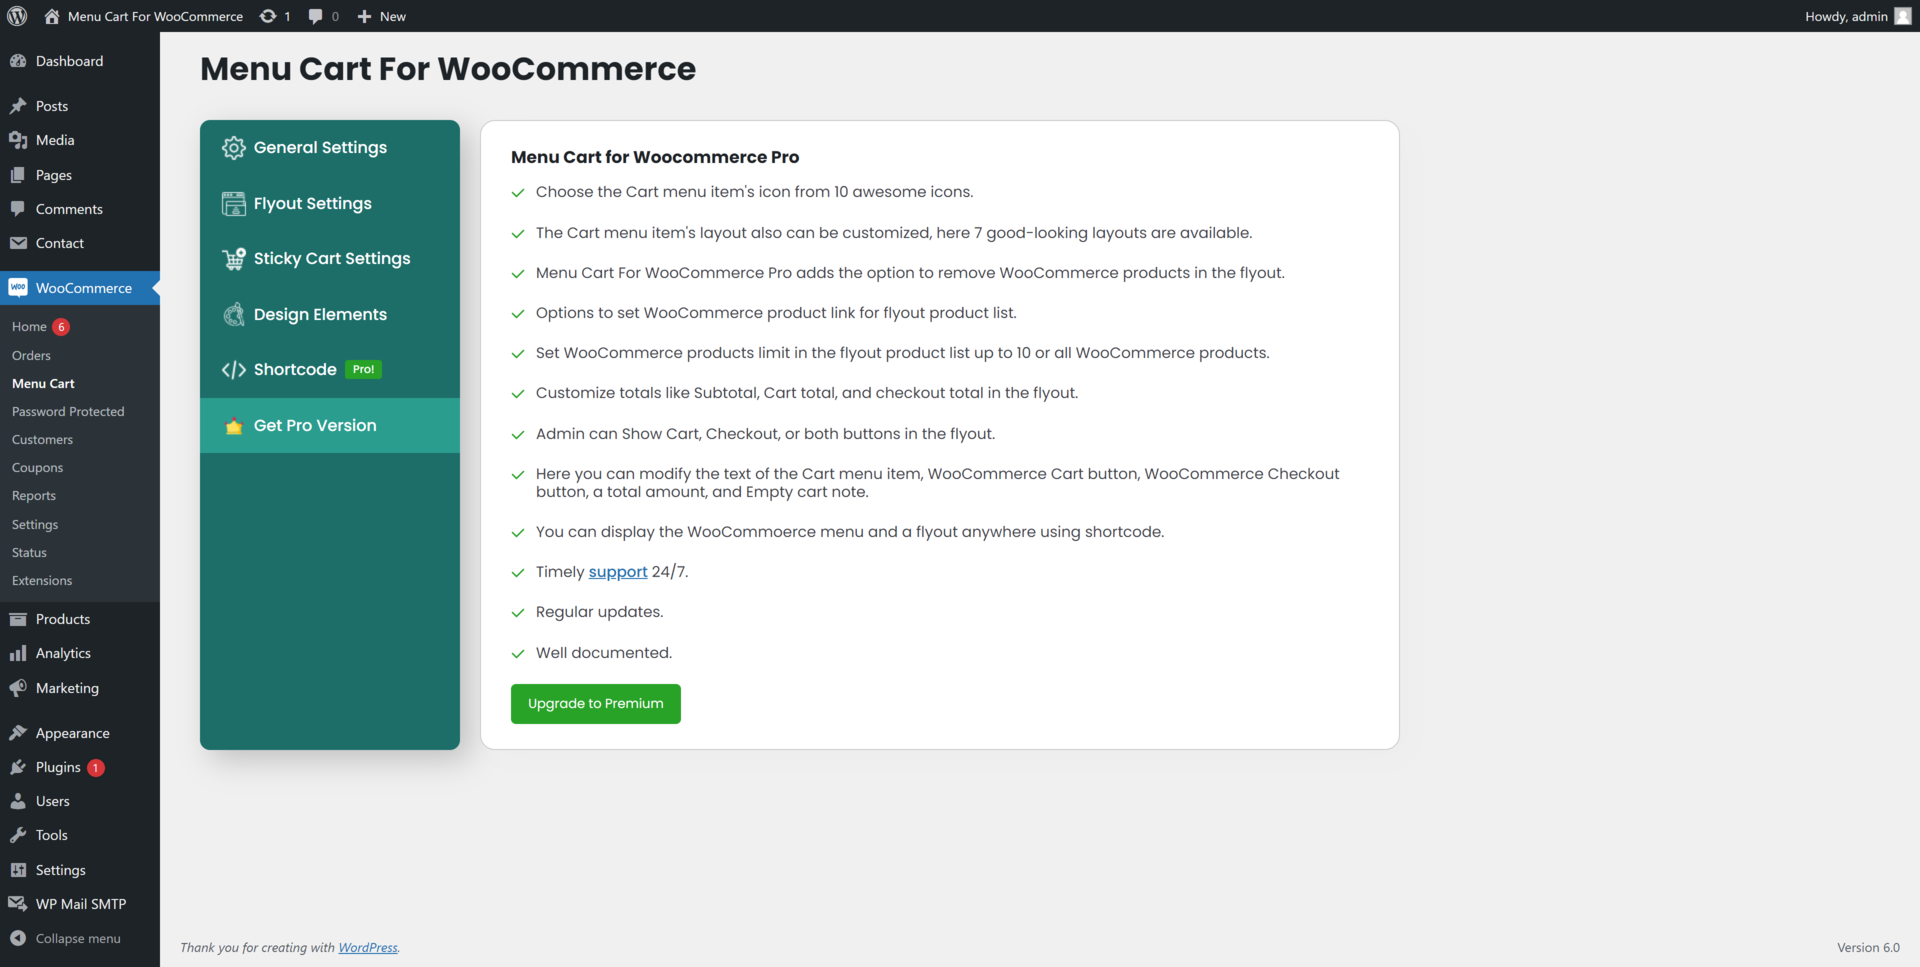 Menu Cart For WooCommerce
1
0
New
Howdy, admin
Dashboard
Posts
Media
Pages
Comments
Contact
WooCommerce
Home 6
Orders
Menu Cart
Password Protected
Customers
Coupons
Reports
Settings
Status
Extensions
Products
Analytics
Marketing
Appearance
Plugins 1
Users
Tools
Settings
WP Mail SMTP
Collapse menu
Menu Cart For WooCommerce
General Settings
Flyout Settings
Sticky Cart Settings
Design Elements
Shortcode Pro!
Get Pro Version
Menu Cart for Woocommerce Pro
Choose the Cart menu item's icon from 10 awesome icons.
The Cart menu item's layout also can be customized, here 7 good-looking layouts are available.
Menu Cart For WooCommerce Pro adds the option to remove WooCommerce products in the flyout.
Options to set WooCommerce product link for flyout product list.
Set WooCommerce products limit in the flyout product list up to 10 or all WooCommerce products.
Customize totals like Subtotal, Cart total, and checkout total in the flyout.
Admin can Show Cart, Checkout, or both buttons in the flyout.
Here you can modify the text of the Cart menu item, WooCommerce Cart button, WooCommerce Checkout
button, a total amount, and Empty cart note.
You can display the WooCommoerce menu and a flyout anywhere using shortcode.
Timely support 24/7.
Regular updates.
Well documented.
Upgrade to Premium
Thank you for creating with WordPress.
Version 6.0